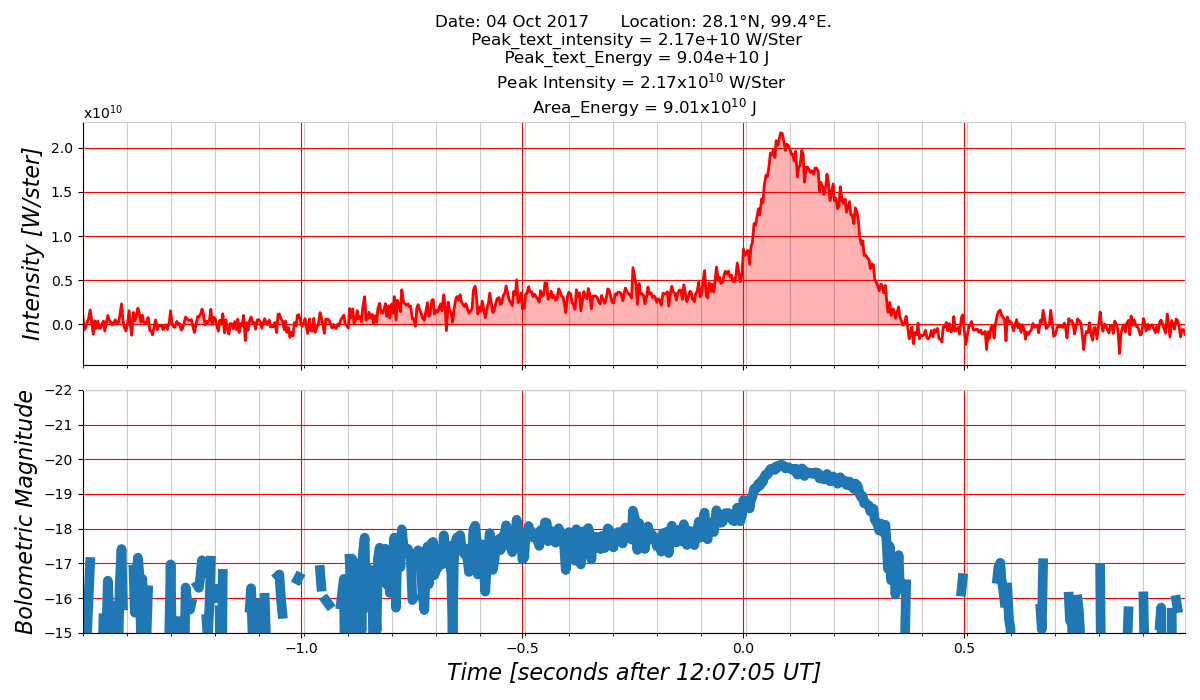 Date: 04 Oct 2017      Location: 28.1°N, 99.4°E.
Peak_text_intensity = 2.17e+10 W/Ster
Peak_text_Energy = 9.04e+10 J
Peak Intensity = 2.17x10¹⁰ W/Ster
Area_Energy = 9.01x10¹⁰ J
x10¹⁰
Intensity [W/ster]
2.0
1.5
1.0
0.5
0.0
Bolometric Magnitude
−22
−21
−20
−19
−18
−17
−16
−15
−1.0
−0.5
0.0
0.5
Time [seconds after 12:07:05 UT]